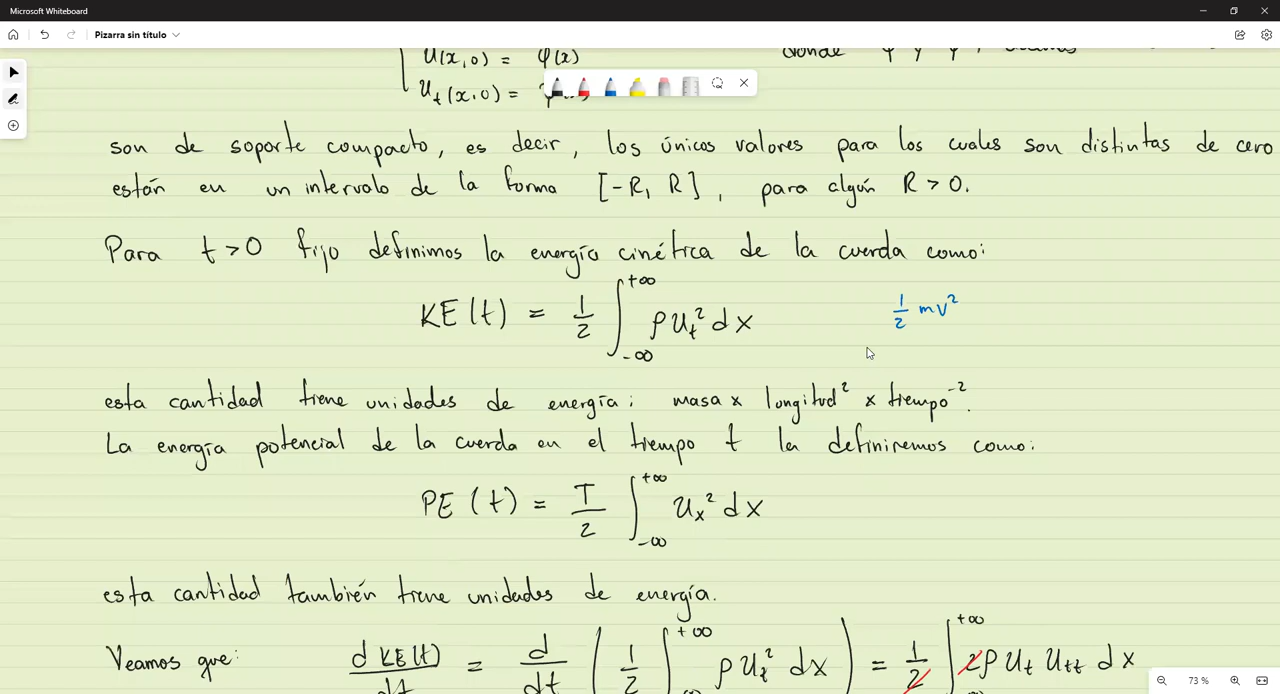 Microsoft Whiteboard
Pizarra sin título
U(x,0) = φ(x)
donde φ y ψ,
U_t(x,0) =
son de soporte compacto, es decir, los únicos valores para los cuales son distintas de cero
están en un intervalo de la forma [-R, R], para algún R > 0.
Para t > 0 fijo definimos la energía cinética de la cuerda como:
KE(t) = 1/2 ∫_{-∞}^{+∞} ρ u_t² dx
1/2 mv²
esta cantidad tiene unidades de energía: masa x longitud² x tiempo⁻².
La energía potencial de la cuerda en el tiempo t la definiremos como:
PE(t) = T/2 ∫_{-∞}^{+∞} u_x² dx
esta cantidad también tiene unidades de energía.
Veamos que: d KE(t)/dt = d/dt ( 1/2 ∫_{-∞}^{+∞} ρ u_t² dx ) = 1/2 ∫^{+∞} 2ρ u_t u_tt dx
73 %